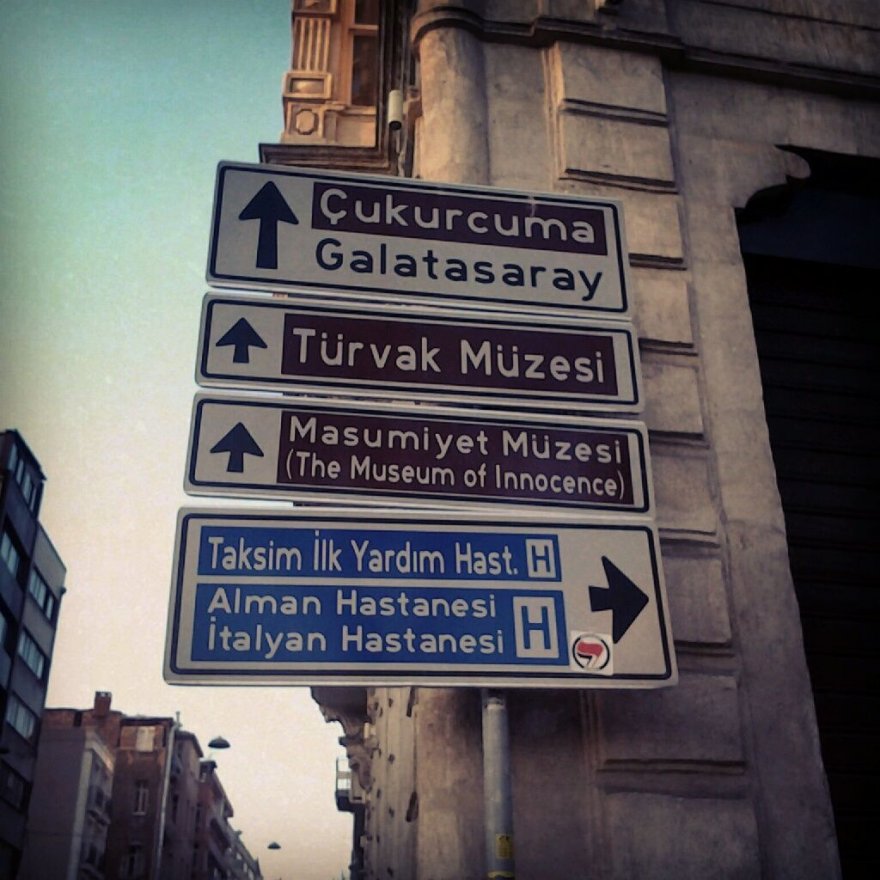 Çukurcuma
Galatasaray
Türvak Müzesi
Masumiyet Müzesi
(The Museum of Innocence)
Taksim İlk Yardım Hast. H
Alman Hastanesi H
İtalyan Hastanesi